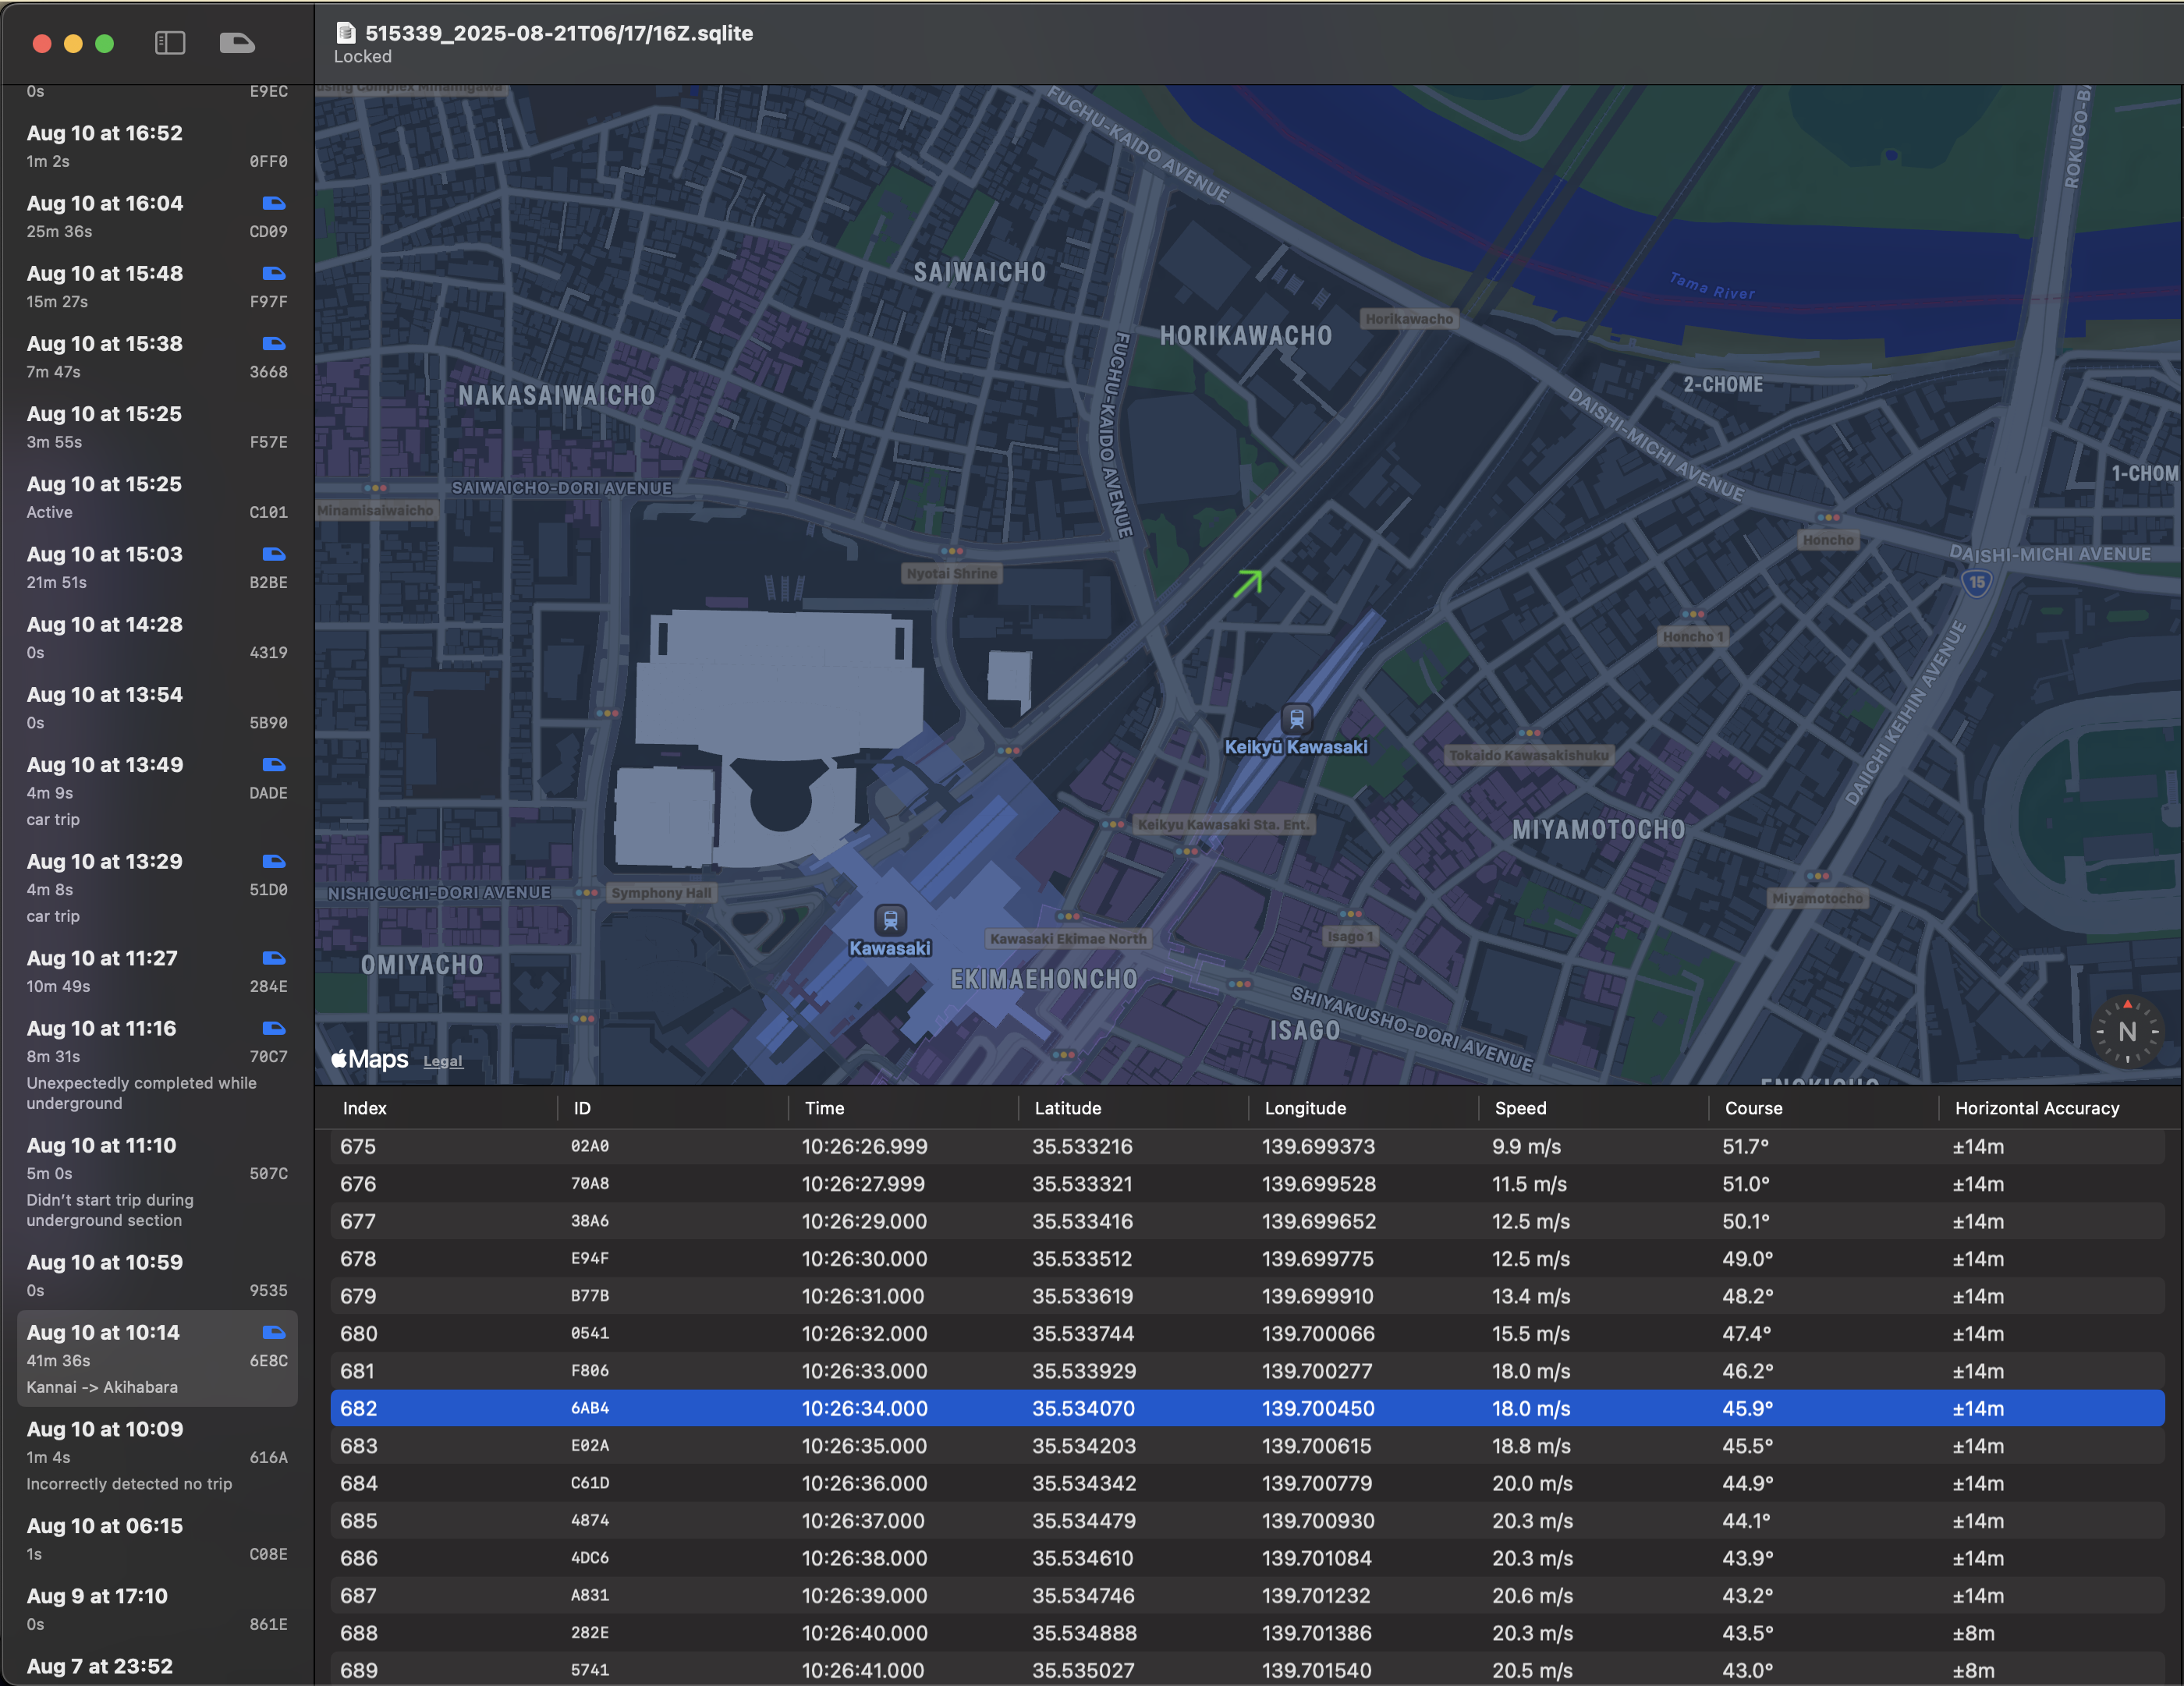 515339_2025-08-21T06/17/16Z.sqlite
Locked
0s E9EC
Aug 10 at 16:52
1m 2s 0FF0
Aug 10 at 16:04
25m 36s CD09
Aug 10 at 15:48
15m 27s F97F
Aug 10 at 15:38
7m 47s 3668
Aug 10 at 15:25
3m 55s F57E
Aug 10 at 15:25
Active C101
Aug 10 at 15:03
21m 51s B2BE
Aug 10 at 14:28
0s 4319
Aug 10 at 13:54
0s 5B90
Aug 10 at 13:49
4m 9s DADE
car trip
Aug 10 at 13:29
4m 8s 51D0
car trip
Aug 10 at 11:27
10m 49s 284E
Aug 10 at 11:16
8m 31s 70C7
Unexpectedly completed while
underground
Aug 10 at 11:10
5m 0s 507C
Didn't start trip during
underground section
Aug 10 at 10:59
0s 9535
Aug 10 at 10:14
41m 36s 6E8C
Kannai -> Akihabara
Aug 10 at 10:09
1m 4s 616A
Incorrectly detected no trip
Aug 10 at 06:15
1s C08E
Aug 9 at 17:10
0s 861E
Aug 7 at 23:52
FUCHU-KAIDO AVENUE
ROKUGO-BA
SAIWAICHO
Tama River
HORIKAWACHO
Horikawacho
FUCHU-KAIDO AVENUE
2-CHOME
NAKASAIWAICHO
DAISHI-MICHI AVENUE
1-CHOM
SAIWAICHO-DORI AVENUE
Minamisaiwaicho
Honcho
DAISHI-MICHI AVENUE
Nyotai Shrine
15
Honcho 1
DAIICHI KEIHIN AVENUE
Keikyū Kawasaki
Tokaido Kawasakishuku
Keikyu Kawasaki Sta. Ent.
MIYAMOTOCHO
NISHIGUCHI-DORI AVENUE
Symphony Hall
Miyamotocho
Kawasaki
Kawasaki Ekimae North
Isago 1
OMIYACHO
EKIMAEHONCHO
SHIYAKUSHO-DORI AVENUE
ISAGO
N
Maps Legal
Index ID Time Latitude Longitude Speed Course Horizontal Accuracy
675 02A0 10:26:26.999 35.533216 139.699373 9.9 m/s 51.7° ±14m
676 70A8 10:26:27.999 35.533321 139.699528 11.5 m/s 51.0° ±14m
677 38A6 10:26:29.000 35.533416 139.699652 12.5 m/s 50.1° ±14m
678 E94F 10:26:30.000 35.533512 139.699775 12.5 m/s 49.0° ±14m
679 B77B 10:26:31.000 35.533619 139.699910 13.4 m/s 48.2° ±14m
680 0541 10:26:32.000 35.533744 139.700066 15.5 m/s 47.4° ±14m
681 F806 10:26:33.000 35.533929 139.700277 18.0 m/s 46.2° ±14m
682 6AB4 10:26:34.000 35.534070 139.700450 18.0 m/s 45.9° ±14m
683 E02A 10:26:35.000 35.534203 139.700615 18.8 m/s 45.5° ±14m
684 C61D 10:26:36.000 35.534342 139.700779 20.0 m/s 44.9° ±14m
685 4874 10:26:37.000 35.534479 139.700930 20.3 m/s 44.1° ±14m
686 4DC6 10:26:38.000 35.534610 139.701084 20.3 m/s 43.9° ±14m
687 A831 10:26:39.000 35.534746 139.701232 20.6 m/s 43.2° ±14m
688 282E 10:26:40.000 35.534888 139.701386 20.3 m/s 43.5° ±8m
689 5741 10:26:41.000 35.535027 139.701540 20.5 m/s 43.0° ±8m